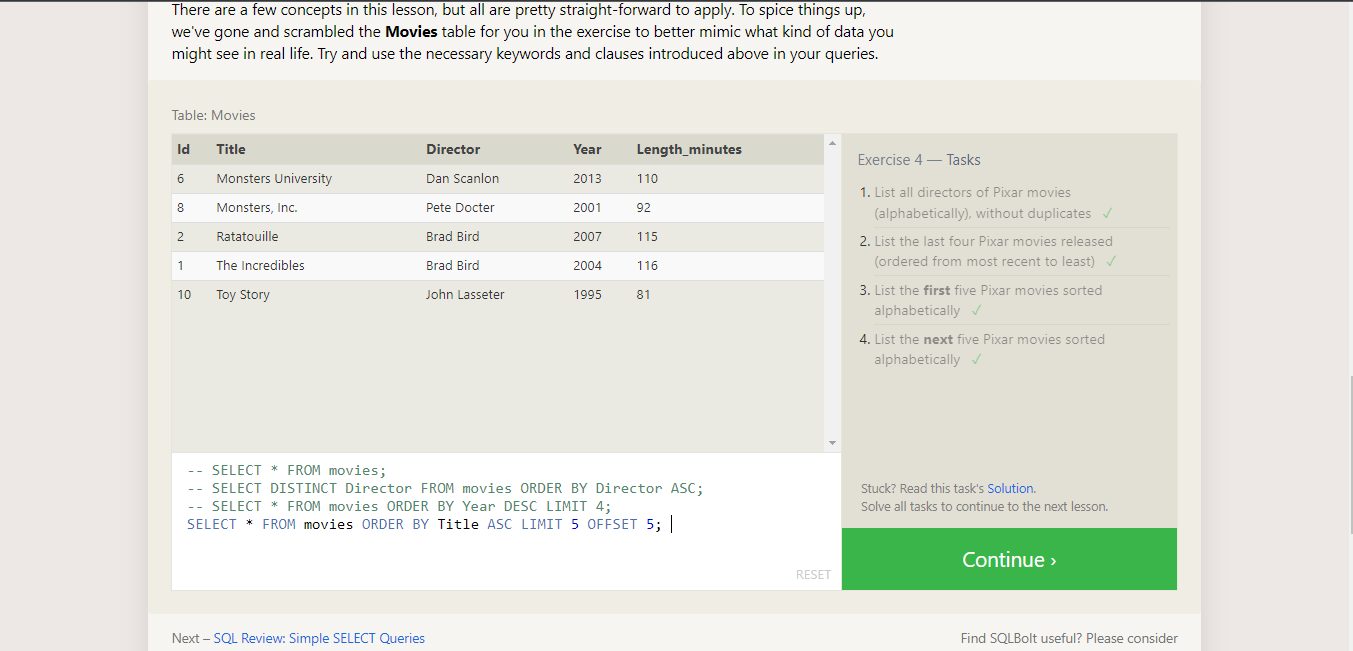 There are a few concepts in this lesson, but all are pretty straight-forward to apply. To spice things up,
we've gone and scrambled the Movies table for you in the exercise to better mimic what kind of data you
might see in real life. Try and use the necessary keywords and clauses introduced above in your queries.
Table: Movies
Id Title Director Year Length_minutes
6 Monsters University Dan Scanlon 2013 110
8 Monsters, Inc. Pete Docter 2001 92
2 Ratatouille Brad Bird 2007 115
1 The Incredibles Brad Bird 2004 116
10 Toy Story John Lasseter 1995 81
-- SELECT * FROM movies;
-- SELECT DISTINCT Director FROM movies ORDER BY Director ASC;
-- SELECT * FROM movies ORDER BY Year DESC LIMIT 4;
SELECT * FROM movies ORDER BY Title ASC LIMIT 5 OFFSET 5;
RESET
Exercise 4 — Tasks
1. List all directors of Pixar movies
(alphabetically), without duplicates ✓
2. List the last four Pixar movies released
(ordered from most recent to least) ✓
3. List the first five Pixar movies sorted
alphabetically ✓
4. List the next five Pixar movies sorted
alphabetically ✓
Stuck? Read this task's Solution.
Solve all tasks to continue to the next lesson.
Continue ›
Next – SQL Review: Simple SELECT Queries
Find SQLBolt useful? Please consider